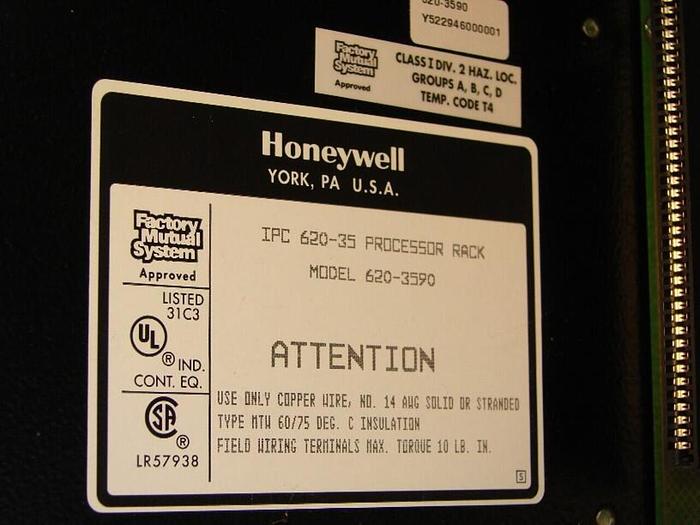 620-3590
Y522946000001
Factory
Mutual
System
Approved
CLASS I DIV. 2 HAZ. LOC.
GROUPS A, B, C, D
TEMP. CODE T4
Honeywell
YORK, PA U.S.A.
Factory
Mutual
System
Approved
LISTED
31C3
UL
® IND.
CONT. EQ.
SA
®
LR57938
IPC 620-35 PROCESSOR RACK
MODEL 620-3590
ATTENTION
USE ONLY COPPER WIRE, NO. 14 AWG SOLID OR STRANDED
TYPE MTW 60/75 DEG. C INSULATION
FIELD WIRING TERMINALS MAX. TORQUE 10 LB. IN.
S